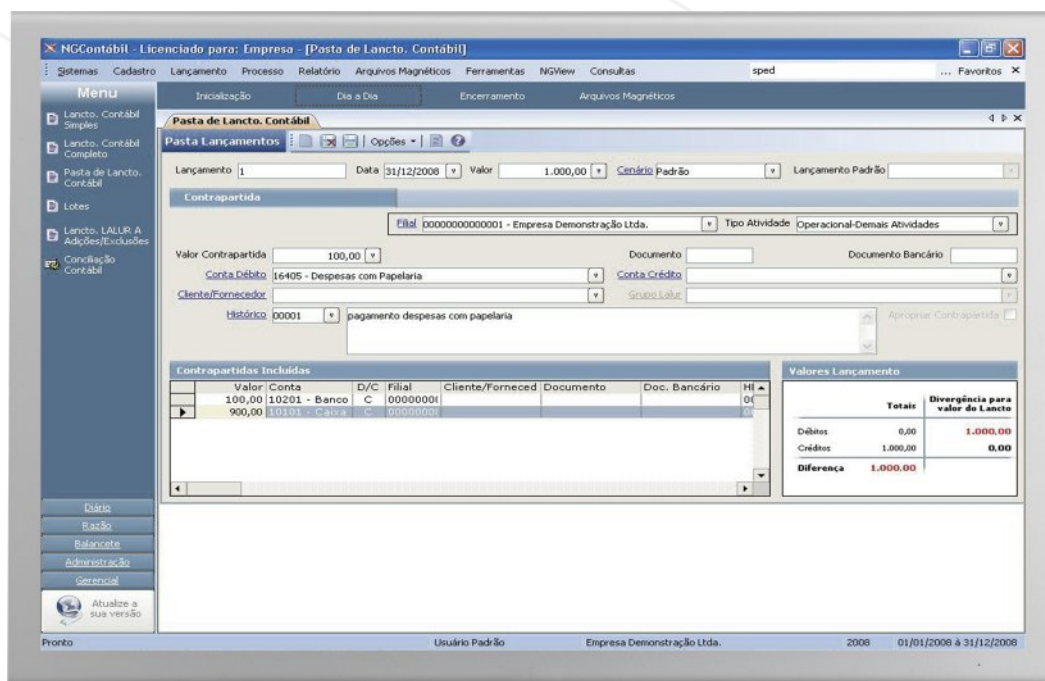 NGContábil - Licenciado para: Empresa - [Pasta de Lancto. Contábil]
Sistemas Cadastro Lançamento Processo Relatório Arquivos Magnéticos Ferramentas NGView Consultas sped ... Favoritos
Menu Inicialização Dia a Dia Encerramento Arquivos Magnéticos
Lancto. Contábil
Simples
Lancto. Contábil
Completo
Pasta de Lancto.
Contábil
Lotes
Lancto. LALUR A
Adições/Exclusões
Conciliação
Contábil
Pasta de Lancto. Contábil
Pasta Lançamentos Opções
Lançamento 1 Data 31/12/2008 Valor 1.000,00 Cenário Padrão Lançamento Padrão
Contrapartida
Filial 00000000000001 - Empresa Demonstração Ltda. Tipo Atividade Operacional-Demais Atividades
Valor Contrapartida 100,00 Documento Documento Bancário
Conta Débito 16405 - Despesas com Papelaria Conta Crédito
Cliente/Fornecedor Grupo Lalur
Histórico 00001 pagamento despesas com papelaria Apropriar Contrapartida
Contrapartidas Incluídas
Valor Conta D/C Filial Cliente/Forneced Documento Doc. Bancário
100,00 10201 - Banco C 0000000
900,00 10101 - Caixa C 0000000
Valores Lançamento
Totais Divergência para
valor do Lancto
Débitos 0,00 1.000,00
Créditos 1.000,00 0,00
Diferença 1.000,00
Diário
Razão
Balancete
Administração
Gerencial
Atualize a
sua versão
Pronto Usuário Padrão Empresa Demonstração Ltda. 2008 01/01/2008 à 31/12/2008